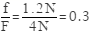 f/F = 1.2N/4N = 0.3